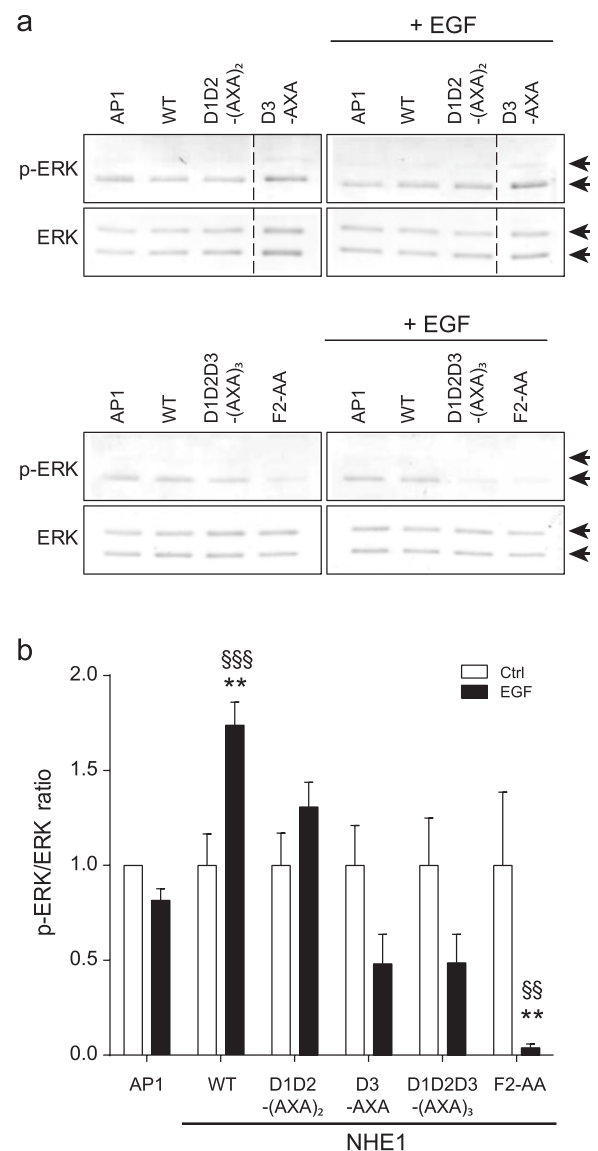 a
+ EGF
AP1 WT D1D2 -(AXA)₂ D3 -AXA AP1 WT D1D2 -(AXA)₂ D3 -AXA
p-ERK
ERK
+ EGF
AP1 WT D1D2D3 -(AXA)₃ F2-AA AP1 WT D1D2D3 -(AXA)₃ F2-AA
p-ERK
ERK
b
p-ERK/ERK ratio
2.0
1.5
1.0
0.5
0.0
§§§
**
Ctrl
EGF
§§
**
AP1 WT D1D2 D3 D1D2D3 F2-AA
-(AXA)₂ -AXA -(AXA)₃
NHE1